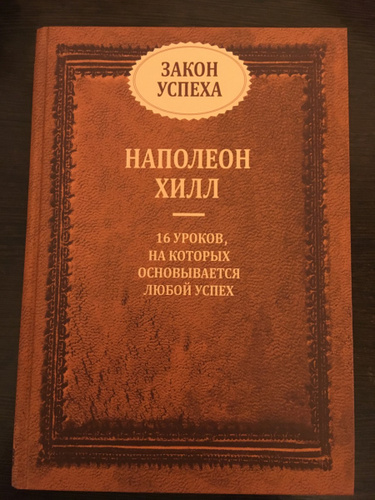 ЗАКОН
УСПЕХА
НАПОЛЕОН
ХИЛЛ
16 УРОКОВ,
НА КОТОРЫХ
ОСНОВЫВАЕТСЯ
ЛЮБОЙ УСПЕХ